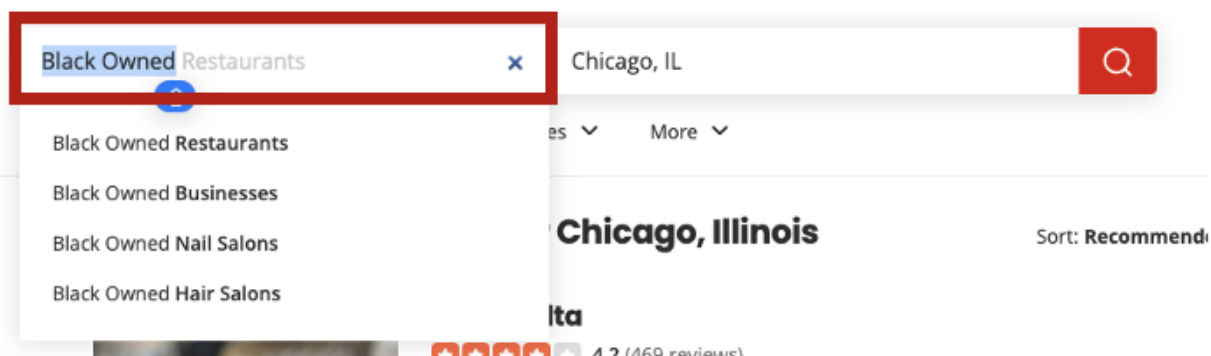 Black Owned Restaurants × Chicago, IL
More
Black Owned Restaurants
Black Owned Businesses
Black Owned Nail Salons
Black Owned Hair Salons
Chicago, Illinois
Sort:
4.2 (469 reviews)